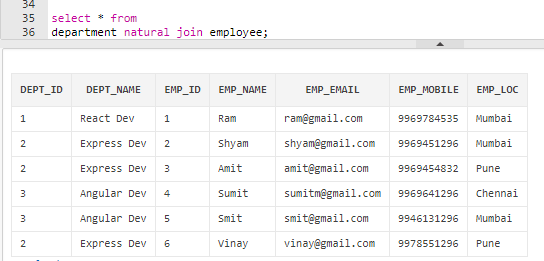 34
35 select * from
36 department natural join employee;
DEPT_ID DEPT_NAME EMP_ID EMP_NAME EMP_EMAIL EMP_MOBILE EMP_LOC
1 React Dev 1 Ram ram@gmail.com 9969784535 Mumbai
2 Express Dev 2 Shyam shyam@gmail.com 9969451296 Mumbai
2 Express Dev 3 Amit amit@gmail.com 9969454832 Pune
3 Angular Dev 4 Sumit sumitm@gmail.com 9969641296 Chennai
3 Angular Dev 5 Smit smit@gmail.com 9946131296 Mumbai
2 Express Dev 6 Vinay vinay@gmail.com 9978551296 Pune